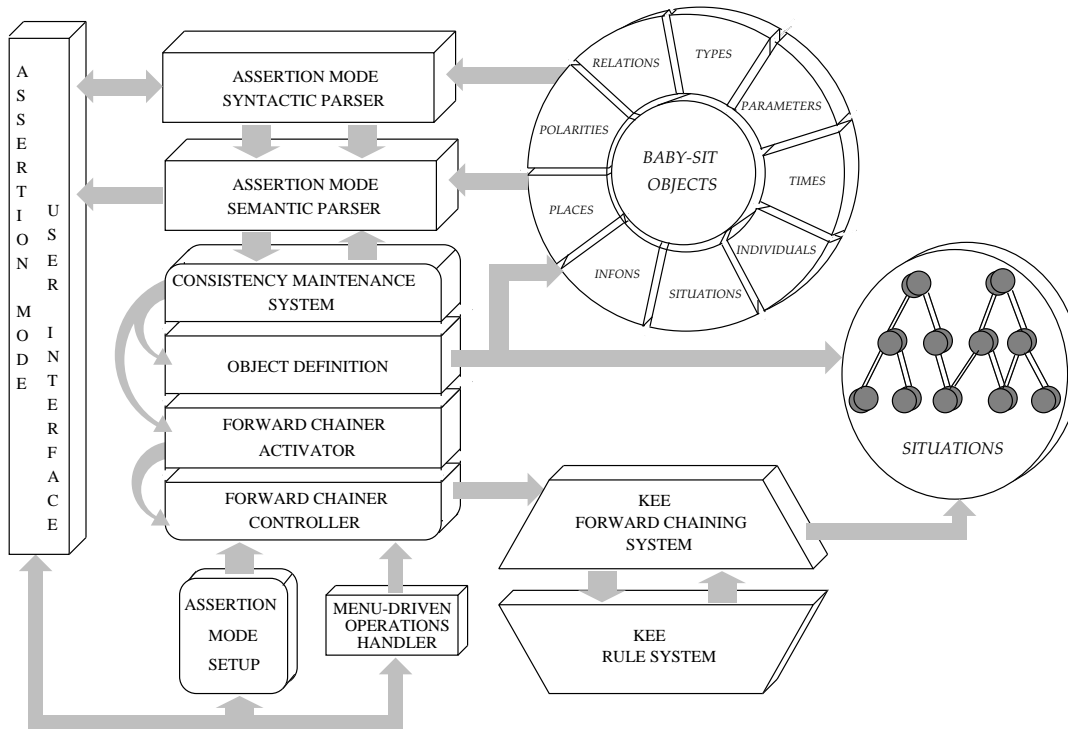 ASSERTION MODE
USER INTERFACE
ASSERTION MODE
SYNTACTIC PARSER
ASSERTION MODE
SEMANTIC PARSER
CONSISTENCY MAINTENANCE
SYSTEM
OBJECT DEFINITION
FORWARD CHAINER
ACTIVATOR
FORWARD CHAINER
CONTROLLER
ASSERTION
MODE
SETUP
MENU-DRIVEN
OPERATIONS
HANDLER
BABY-SIT
OBJECTS
TYPES
PARAMETERS
TIMES
INDIVIDUALS
SITUATIONS
INFONS
PLACES
POLARITIES
RELATIONS
SITUATIONS
KEE
FORWARD CHAINING
SYSTEM
KEE
RULE SYSTEM